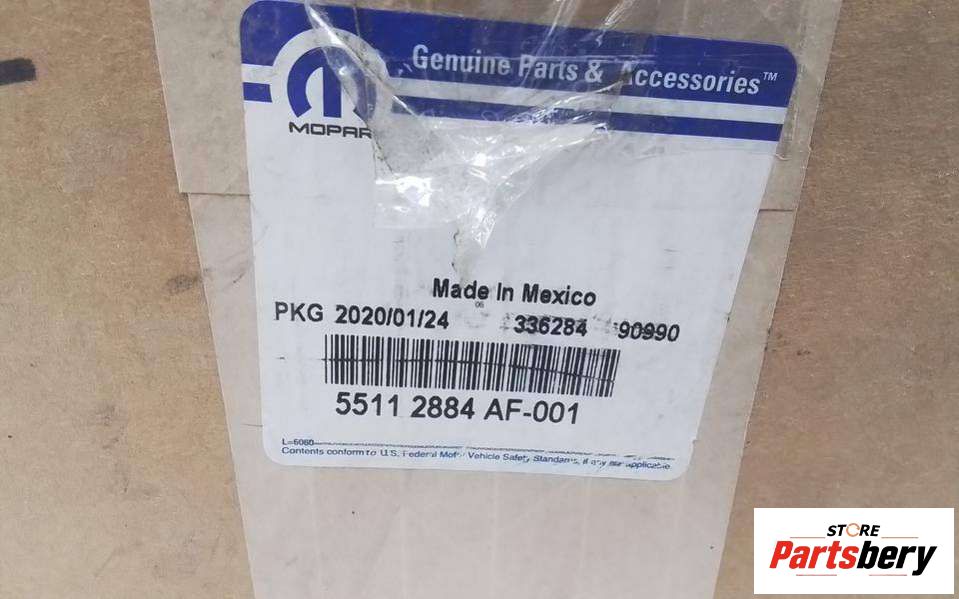 Genuine Parts & Accessories™
MOPAR
Made In Mexico
06
PKG 2020/01/24 336284 90990
5511 2884 AF-001
L=6060
Contents conform to U.S. Federal Motor Vehicle Safety Standards, if any are applicable
STORE
Partsbery